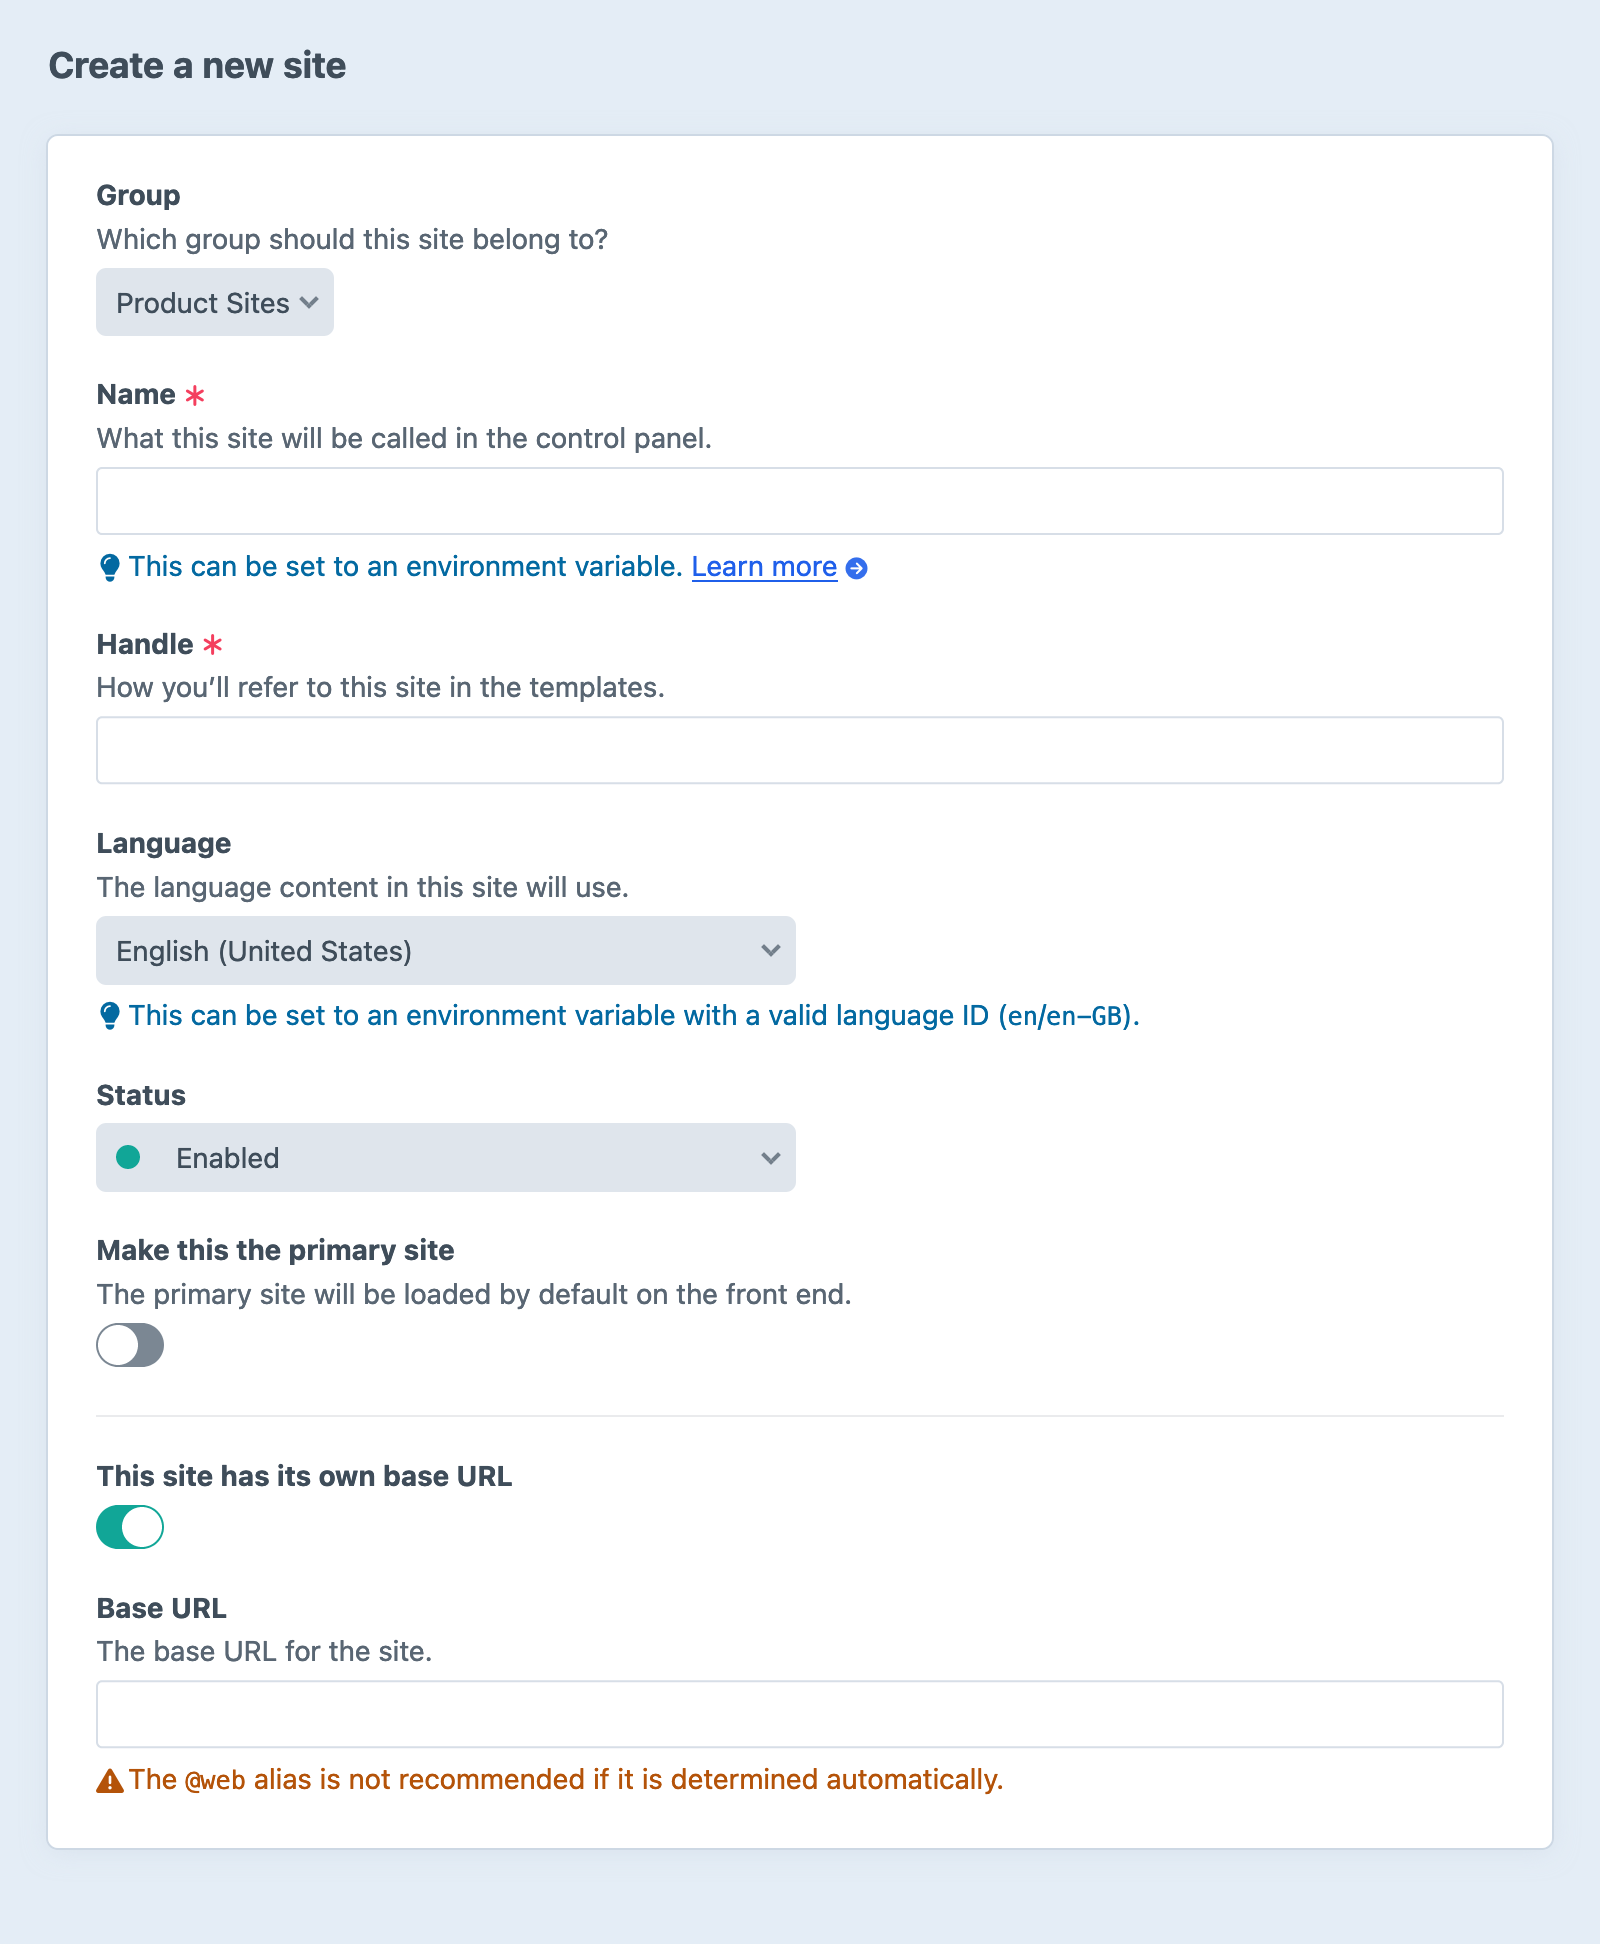 Create a new site
Group
Which group should this site belong to?
Product Sites
Name *
What this site will be called in the control panel.
This can be set to an environment variable. Learn more
Handle *
How you’ll refer to this site in the templates.
Language
The language content in this site will use.
English (United States)
This can be set to an environment variable with a valid language ID (en/en-GB).
Status
Enabled
Make this the primary site
The primary site will be loaded by default on the front end.
This site has its own base URL
Base URL
The base URL for the site.
The @web alias is not recommended if it is determined automatically.